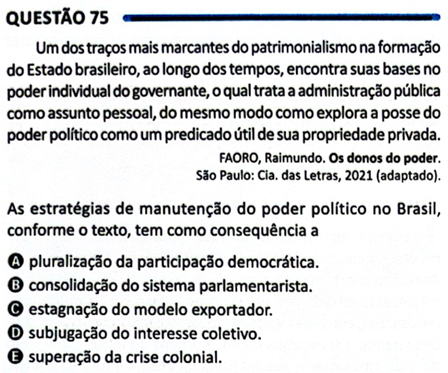 QUESTÃO 75
Um dos traços mais marcantes do patrimonialismo na formação
do Estado brasileiro, ao longo dos tempos, encontra suas bases no
poder individual do governante, o qual trata a administração pública
como assunto pessoal, do mesmo modo como explora a posse do
poder político como um predicado útil de sua propriedade privada.
FAORO, Raimundo. Os donos do poder.
São Paulo: Cia. das Letras, 2021 (adaptado).
As estratégias de manutenção do poder político no Brasil,
conforme o texto, tem como consequência a
A pluralização da participação democrática.
B consolidação do sistema parlamentarista.
C estagnação do modelo exportador.
D subjugação do interesse coletivo.
E superação da crise colonial.